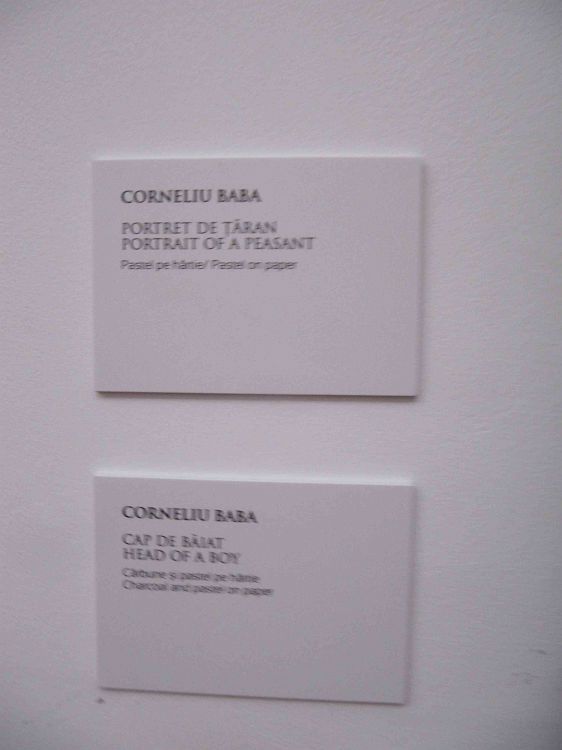 CORNELIU BABA
PORTRET DE ȚĂRAN
PORTRAIT OF A PEASANT
Pastel pe hârtie/ Pastel on paper
CORNELIU BABA
CAP DE BĂIAT
HEAD OF A BOY
Cărbune și pastel pe hârtie
Charcoal and pastel on paper